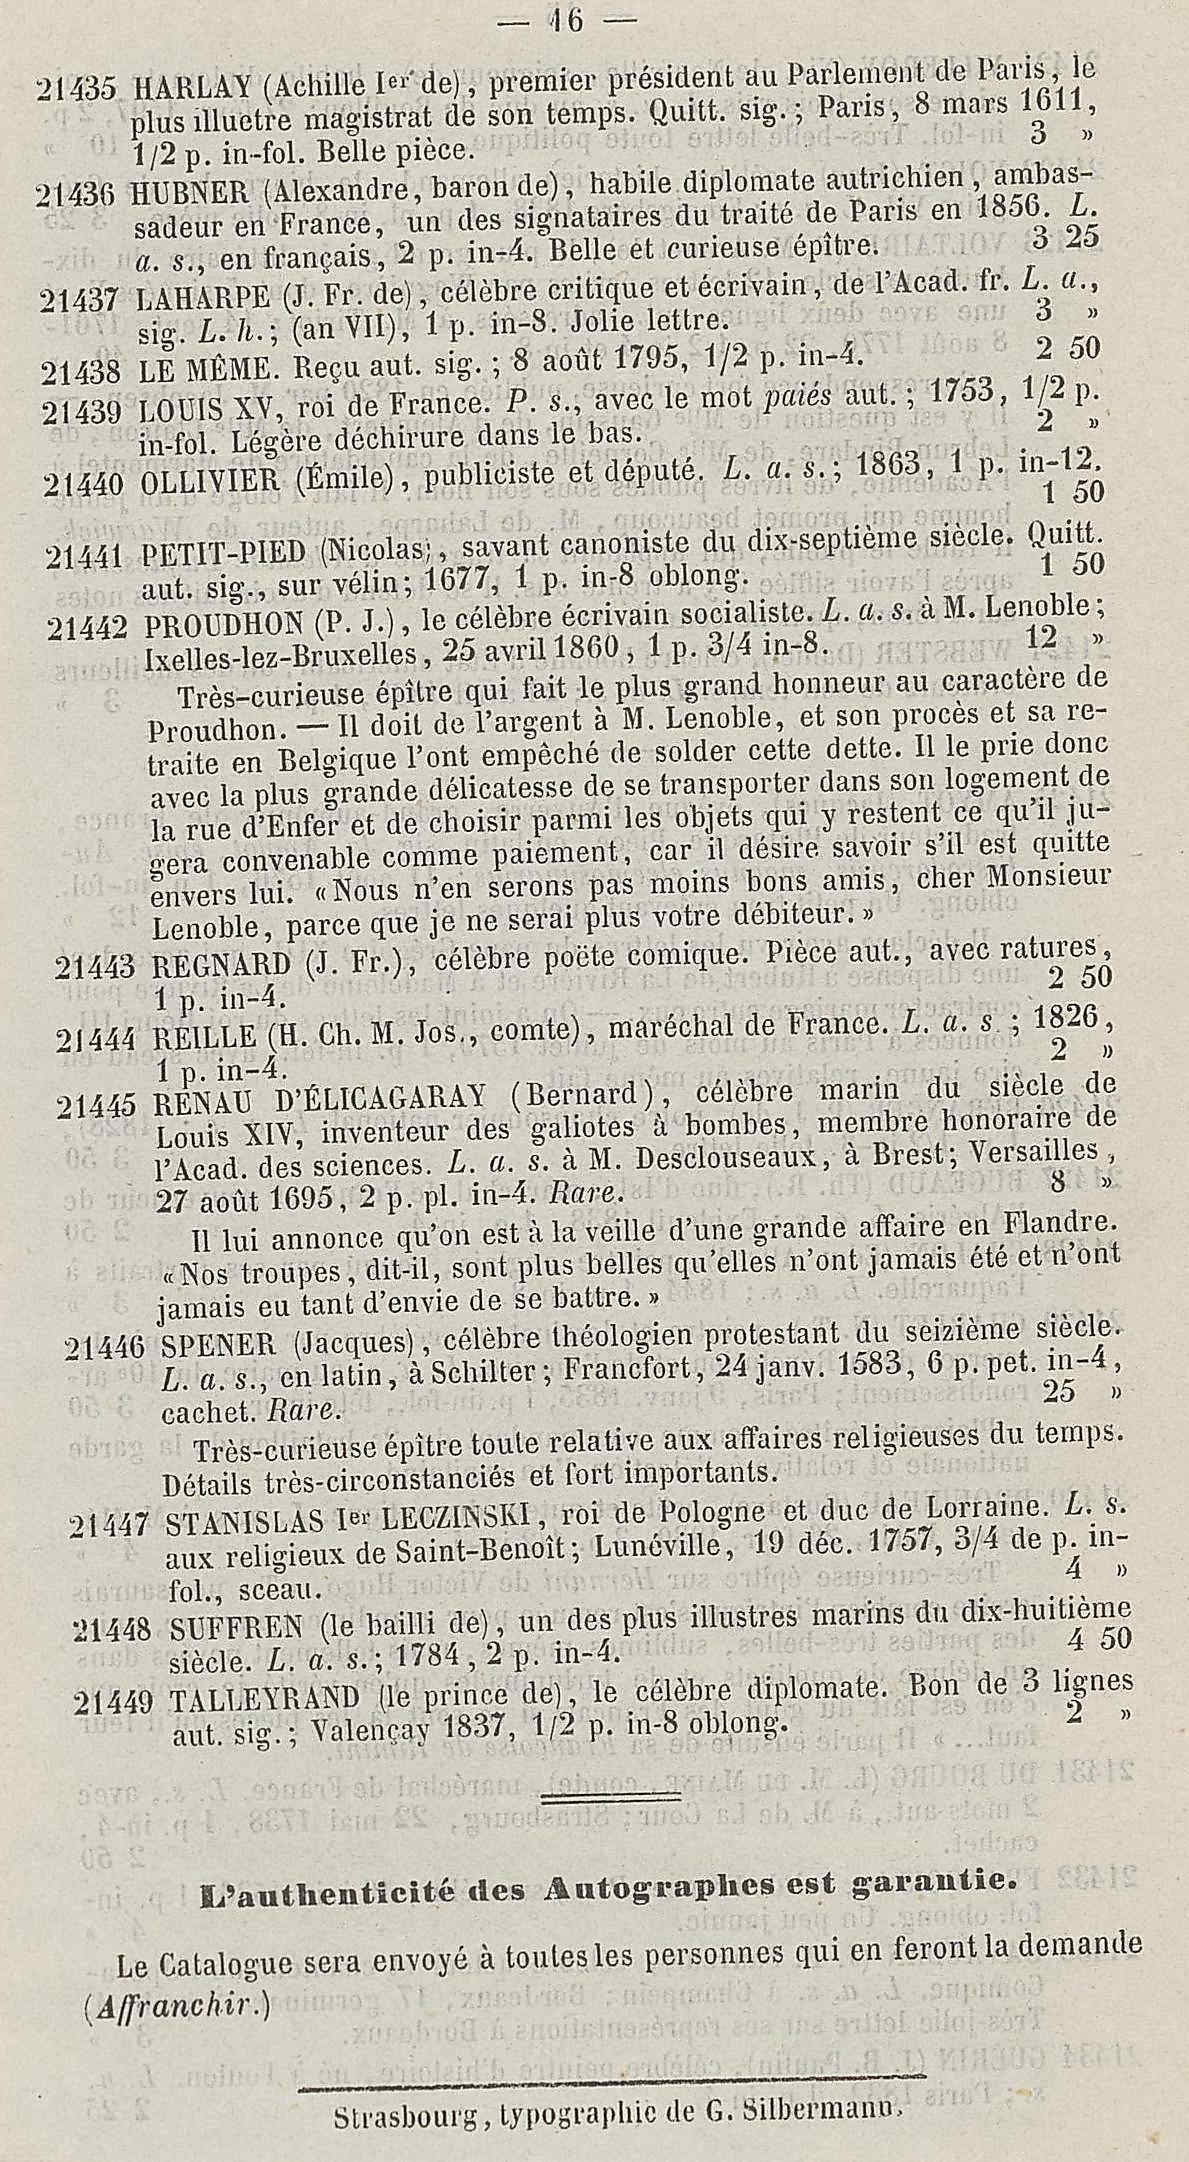 — 16 —
21435 HARLAY (Achille Ier de), premier président au Parlement de Paris, le
plus illuctre magistrat de son temps. Quitt. sig.; Paris, 8 mars 1611,
1/2 p. in-fol. Belle pièce. 3 »
21436 HUBNER (Alexandre, baron de), habile diplomate autrichien, ambas-
sadeur en France, un des signataires du traité de Paris en 1856. L.
a. s., en français, 2 p. in-4. Belle et curieuse épître. 3 25
21437 LAHARPE (J. Fr. de), célèbre critique et écrivain, de l'Acad. fr. L. a.,
sig. L. h.; (an VII), 1 p. in-8. Jolie lettre. 3 »
21438 LE MÊME. Reçu aut. sig.; 8 août 1795, 1/2 p. in-4. 2 50
21439 LOUIS XV, roi de France. P. s., avec le mot paiés aut.; 1753, 1/2 p.
in-fol. Légère déchirure dans le bas. 2 »
21440 OLLIVIER (Émile), publiciste et député. L. a. s.; 1863, 1 p. in-12.
1 50
21441 PETIT-PIED (Nicolas), savant canoniste du dix-septième siècle. Quitt.
aut. sig., sur vélin; 1677, 1 p. in-8 oblong. 1 50
21442 PROUDHON (P. J.), le célèbre écrivain socialiste. L. a. s. à M. Lenoble;
Ixelles-lez-Bruxelles, 25 avril 1860, 1 p. 3/4 in-8. 12 »
Très-curieuse épître qui fait le plus grand honneur au caractère de
Proudhon. — Il doit de l'argent à M. Lenoble, et son procès et sa re-
traite en Belgique l'ont empêché de solder cette dette. Il le prie donc
avec la plus grande délicatesse de se transporter dans son logement de
la rue d'Enfer et de choisir parmi les objets qui y restent ce qu'il ju-
gera convenable comme paiement, car il désire savoir s'il est quitte
envers lui. «Nous n'en serons pas moins bons amis, cher Monsieur
Lenoble, parce que je ne serai plus votre débiteur.»
21443 REGNARD (J. Fr.), célèbre poëte comique. Pièce aut., avec ratures,
1 p. in-4. 2 50
21444 REILLE (H. Ch. M. Jos., comte), maréchal de France. L. a. s.; 1826,
1 p. in-4. 2 »
21445 RENAU D'ÉLICAGARAY (Bernard), célèbre marin du siècle de
Louis XIV, inventeur des galiotes à bombes, membre honoraire de
l'Acad. des sciences. L. a. s. à M. Desclouseaux, à Brest; Versailles,
27 août 1695, 2 p. pl. in-4. Rare. 8 »
Il lui annonce qu'on est à la veille d'une grande affaire en Flandre.
«Nos troupes, dit-il, sont plus belles qu'elles n'ont jamais été et n'ont
jamais eu tant d'envie de se battre.»
21446 SPENER (Jacques), célèbre théologien protestant du seizième siècle.
L. a. s., en latin, à Schilter; Francfort, 24 janv. 1583, 6 p. pet. in-4,
cachet. Rare. 25 »
Très-curieuse épître toute relative aux affaires religieuses du temps.
Détails très-circonstanciés et fort importants.
21447 STANISLAS Ier LECZINSKI, roi de Pologne et duc de Lorraine. L. s.
aux religieux de Saint-Benoît; Lunéville, 19 déc. 1757, 3/4 de p. in-
fol., sceau. 4 »
21448 SUFFREN (le bailli de), un des plus illustres marins du dix-huitième
siècle. L. a. s.; 1784, 2 p. in-4. 4 50
21449 TALLEYRAND (le prince de), le célèbre diplomate. Bon de 3 lignes
aut. sig.; Valençay 1837, 1/2 p. in-8 oblong. 2 »
L'authenticité des Autographes est garantie.
Le Catalogue sera envoyé à toutes les personnes qui en feront la demande
(Affranchir.)
Strasbourg, typographie de G. Silbermann.